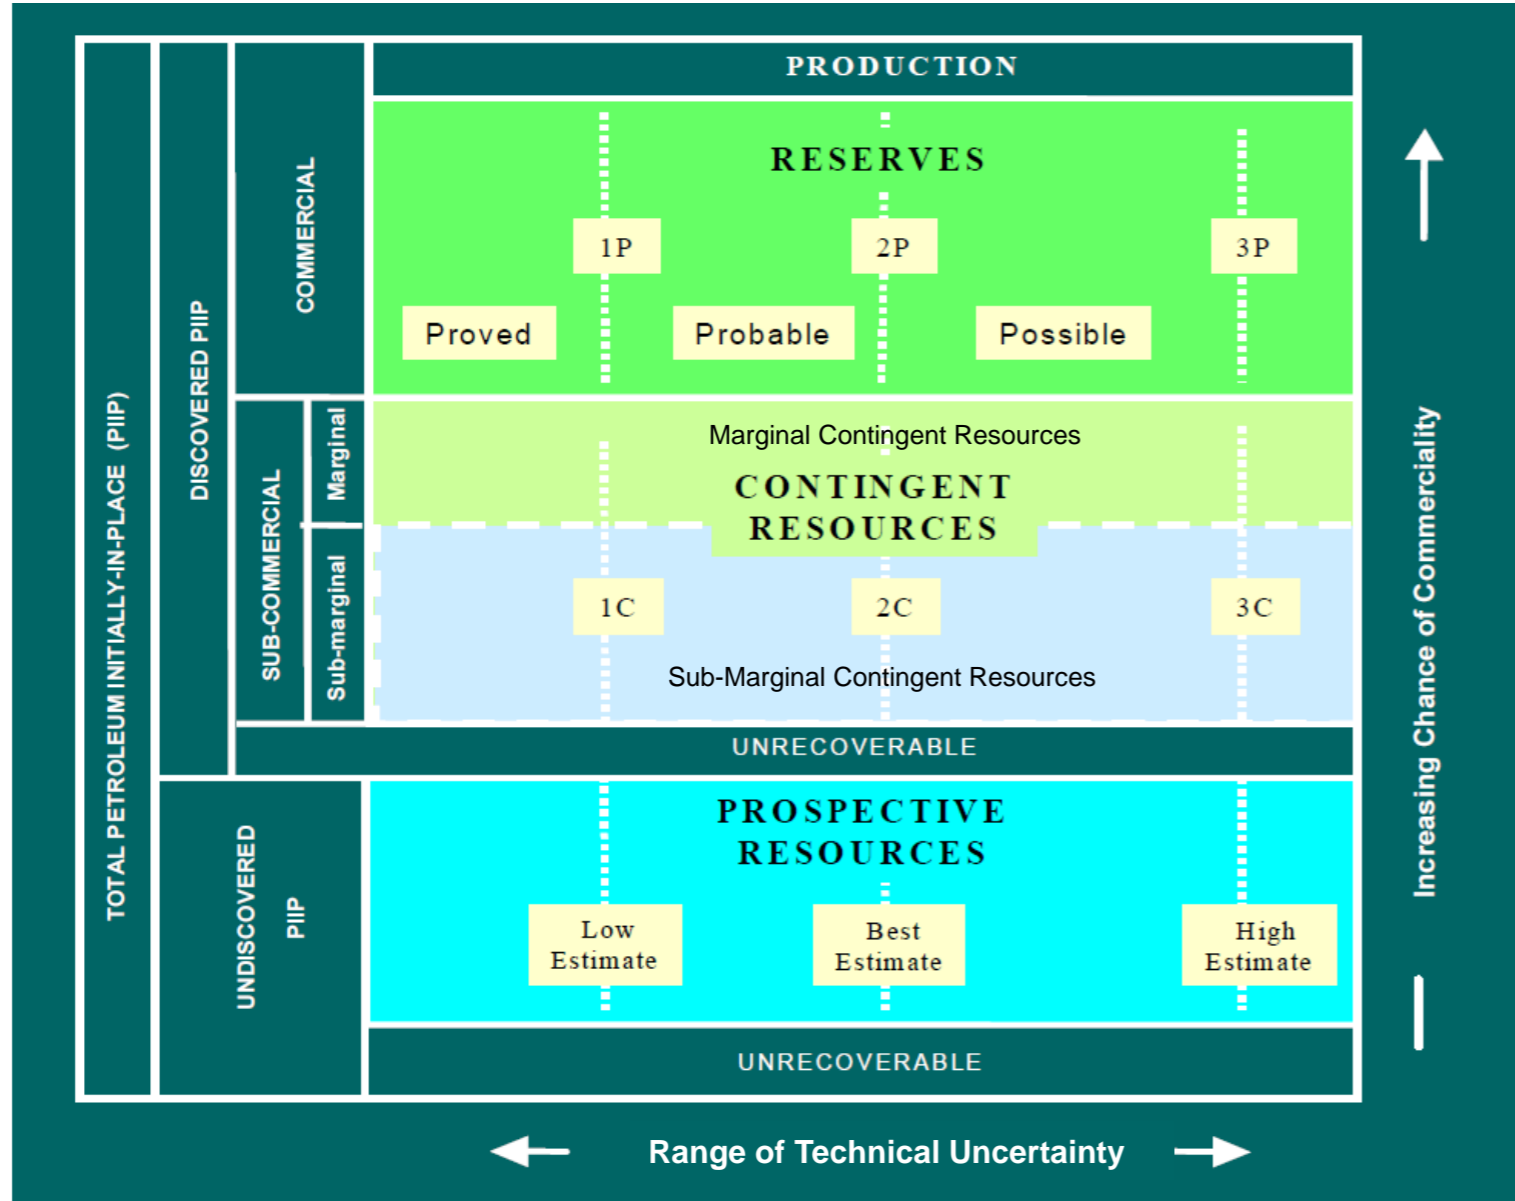 TOTAL PETROLEUM INITIALLY-IN-PLACE (PIIP)
DISCOVERED PIIP
COMMERCIAL
PRODUCTION
RESERVES
1P
2P
3P
Proved
Probable
Possible
SUB-COMMERCIAL
Marginal
Marginal Contingent Resources
CONTINGENT
RESOURCES
Sub-marginal
1C
2C
3C
Sub-Marginal Contingent Resources
UNRECOVERABLE
UNDISCOVERED
PIIP
PROSPECTIVE
RESOURCES
Low
Estimate
Best
Estimate
High
Estimate
UNRECOVERABLE
Increasing Chance of Commerciality
Range of Technical Uncertainty